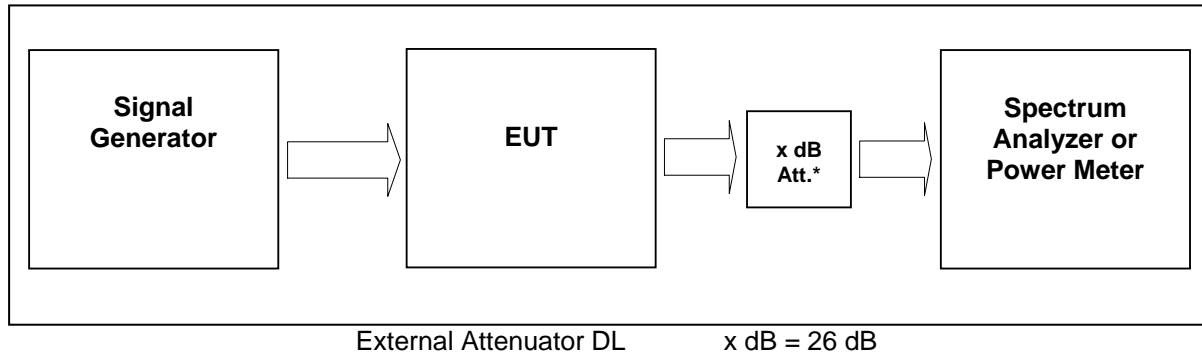 Signal
Generator
EUT
x dB
Att.*
Spectrum
Analyzer or
Power Meter
External Attenuator DL x dB = 26 dB